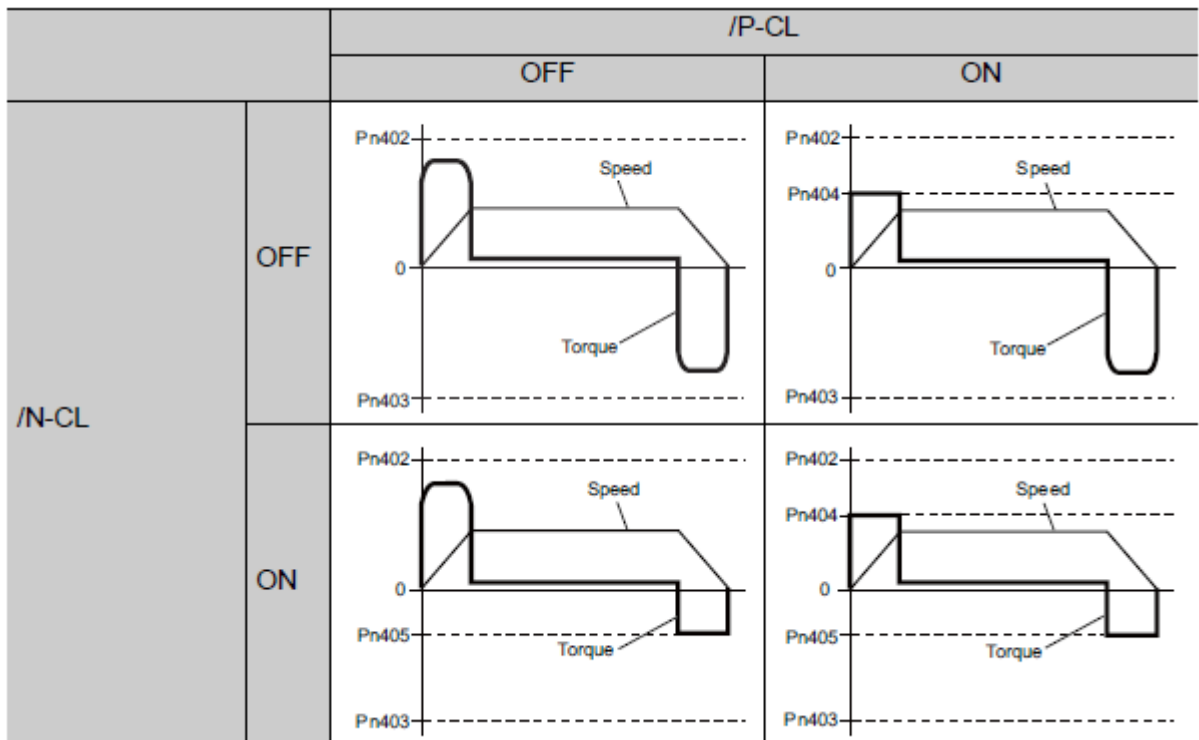 /P-CL
OFF
ON
/N-CL
OFF
Pn402
Speed
0
Torque
Pn403
Pn402
Speed
Pn404
0
Torque
Pn403
ON
Pn402
Speed
0
Pn405
Torque
Pn403
Pn402
Speed
Pn404
0
Pn405
Torque
Pn403